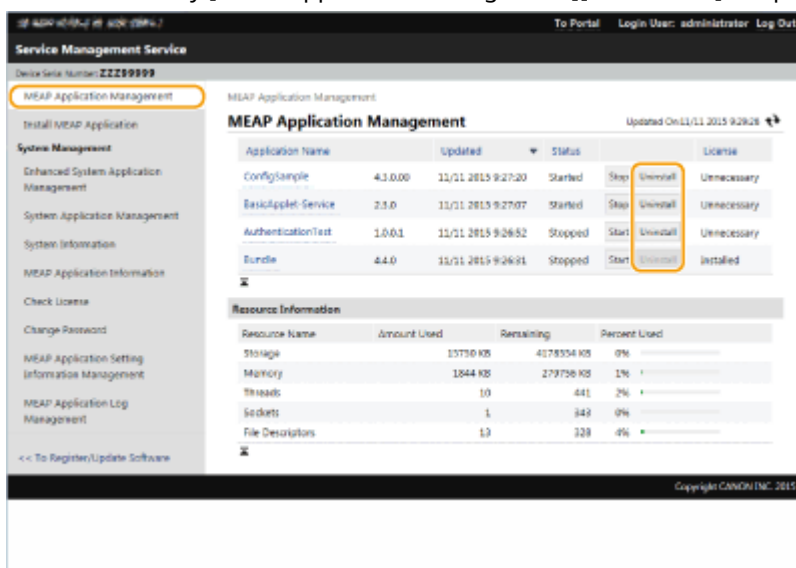 To Portal Login User: administrator Log Out
Service Management Service
Device Serial Number: ZZZ99999
MEAP Application Management
Install MEAP Application
System Management
Enhanced System Application
Management
System Application Management
System Information
MEAP Application Information
Check License
Change Password
MEAP Application Setting
Information Management
MEAP Application Log
Management
<< To Register/Update Software
MEAP Application Management
MEAP Application Management Updated On:11/11 2015 9:29:28
Application Name Updated Status License
ConfigSample 4.3.0.00 11/11 2015 9:27:20 Started Stop Uninstall Unnecessary
BasicApplet-Service 2.3.0 11/11 2015 9:27:07 Started Stop Uninstall Unnecessary
AuthenticationTest 1.0.0.1 11/11 2015 9:26:52 Stopped Start Uninstall Unnecessary
Bundle 4.4.0 11/11 2015 9:26:31 Stopped Start Uninstall Installed
Resource Information
Resource Name Amount Used Remaining Percent Used
Storage 15750 KB 4178554 KB 0%
Memory 1844 KB 279756 KB 1%
Threads 10 441 2%
Sockets 1 343 0%
File Descriptors 13 328 4%
Copyright CANON INC. 2015